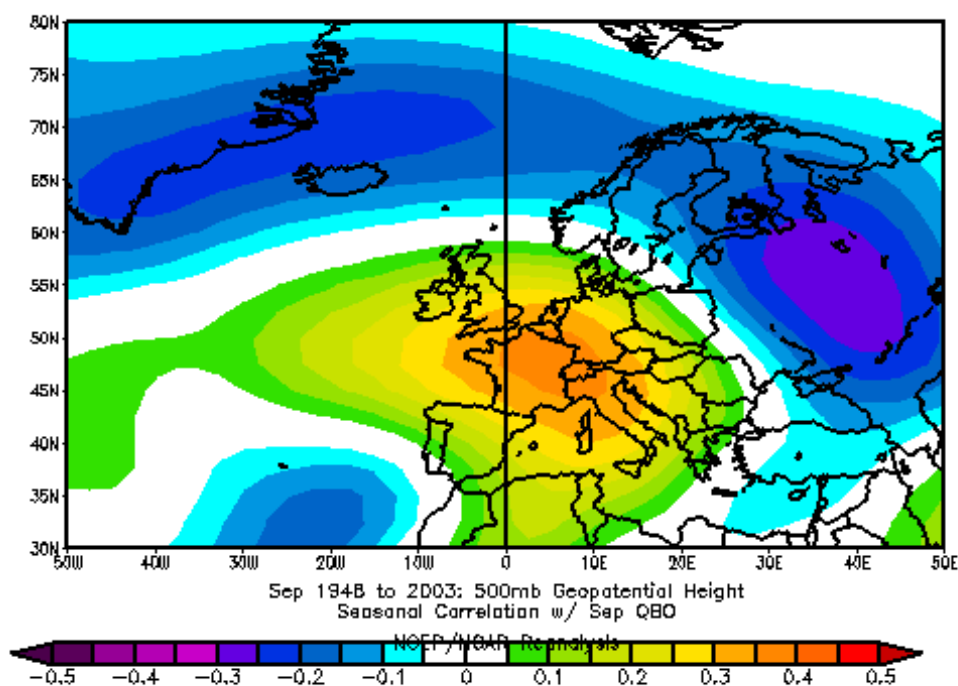 80N
75N
70N
65N
60N
55N
50N
45N
40N
35N
30N
50W 40W 30W 20W 10W 0 10E 20E 30E 40E 50E
Sep 1948 to 2003: 500mb Geopotential Height
Seasonal Correlation w/ Sep QBO
NCEP/NCAR Reanalysis
-0.5 -0.4 -0.3 -0.2 -0.1 0 0.1 0.2 0.3 0.4 0.5